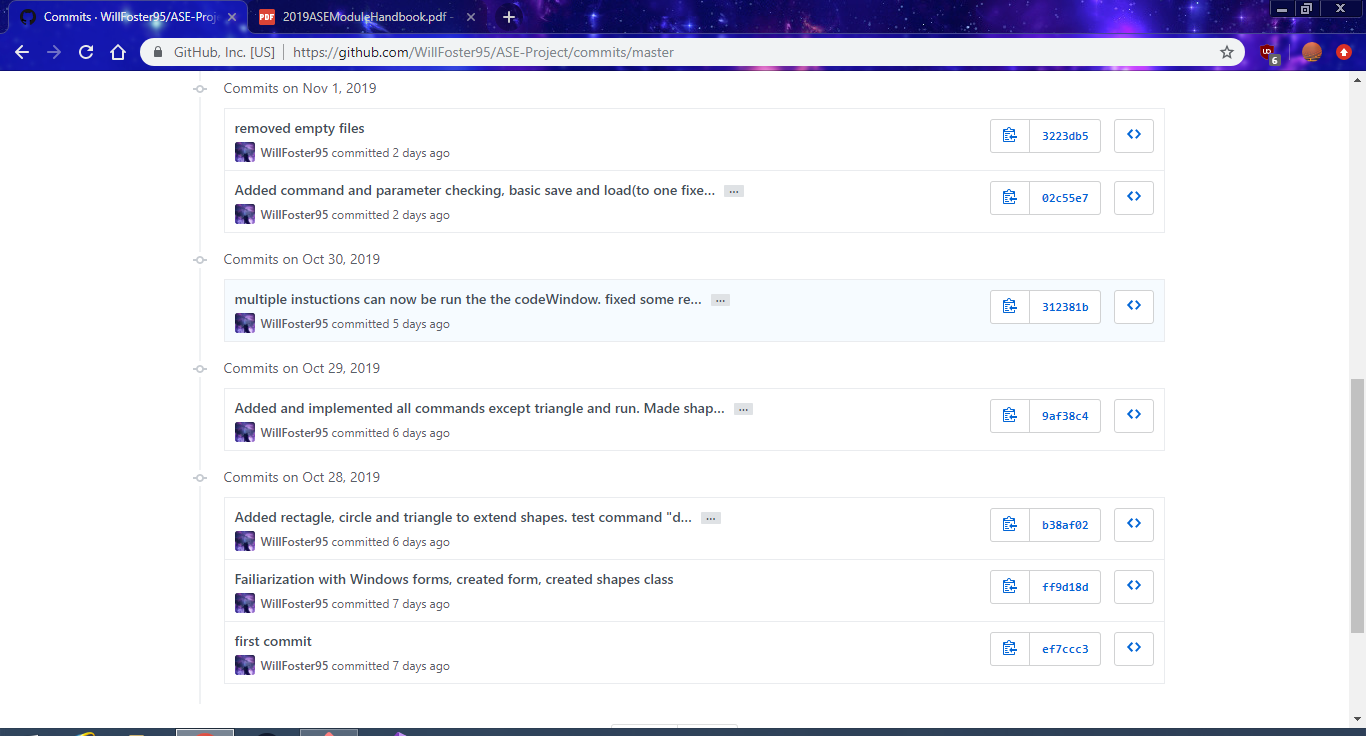 Commits · WillFoster95/ASE-Proj
PDF 2019ASEModuleHandbook.pdf -
GitHub, Inc. [US] https://github.com/WillFoster95/ASE-Project/commits/master
UD 6
Commits on Nov 1, 2019
removed empty files
3223db5
WillFoster95 committed 2 days ago
Added command and parameter checking, basic save and load(to one fixe... …
02c55e7
WillFoster95 committed 2 days ago
Commits on Oct 30, 2019
multiple instuctions can now be run the the codeWindow. fixed some re... …
312381b
WillFoster95 committed 5 days ago
Commits on Oct 29, 2019
Added and implemented all commands except triangle and run. Made shap... …
9af38c4
WillFoster95 committed 6 days ago
Commits on Oct 28, 2019
Added rectagle, circle and triangle to extend shapes. test command "d... …
b38af02
WillFoster95 committed 6 days ago
Failiarization with Windows forms, created form, created shapes class
ff9d18d
WillFoster95 committed 7 days ago
first commit
ef7ccc3
WillFoster95 committed 7 days ago